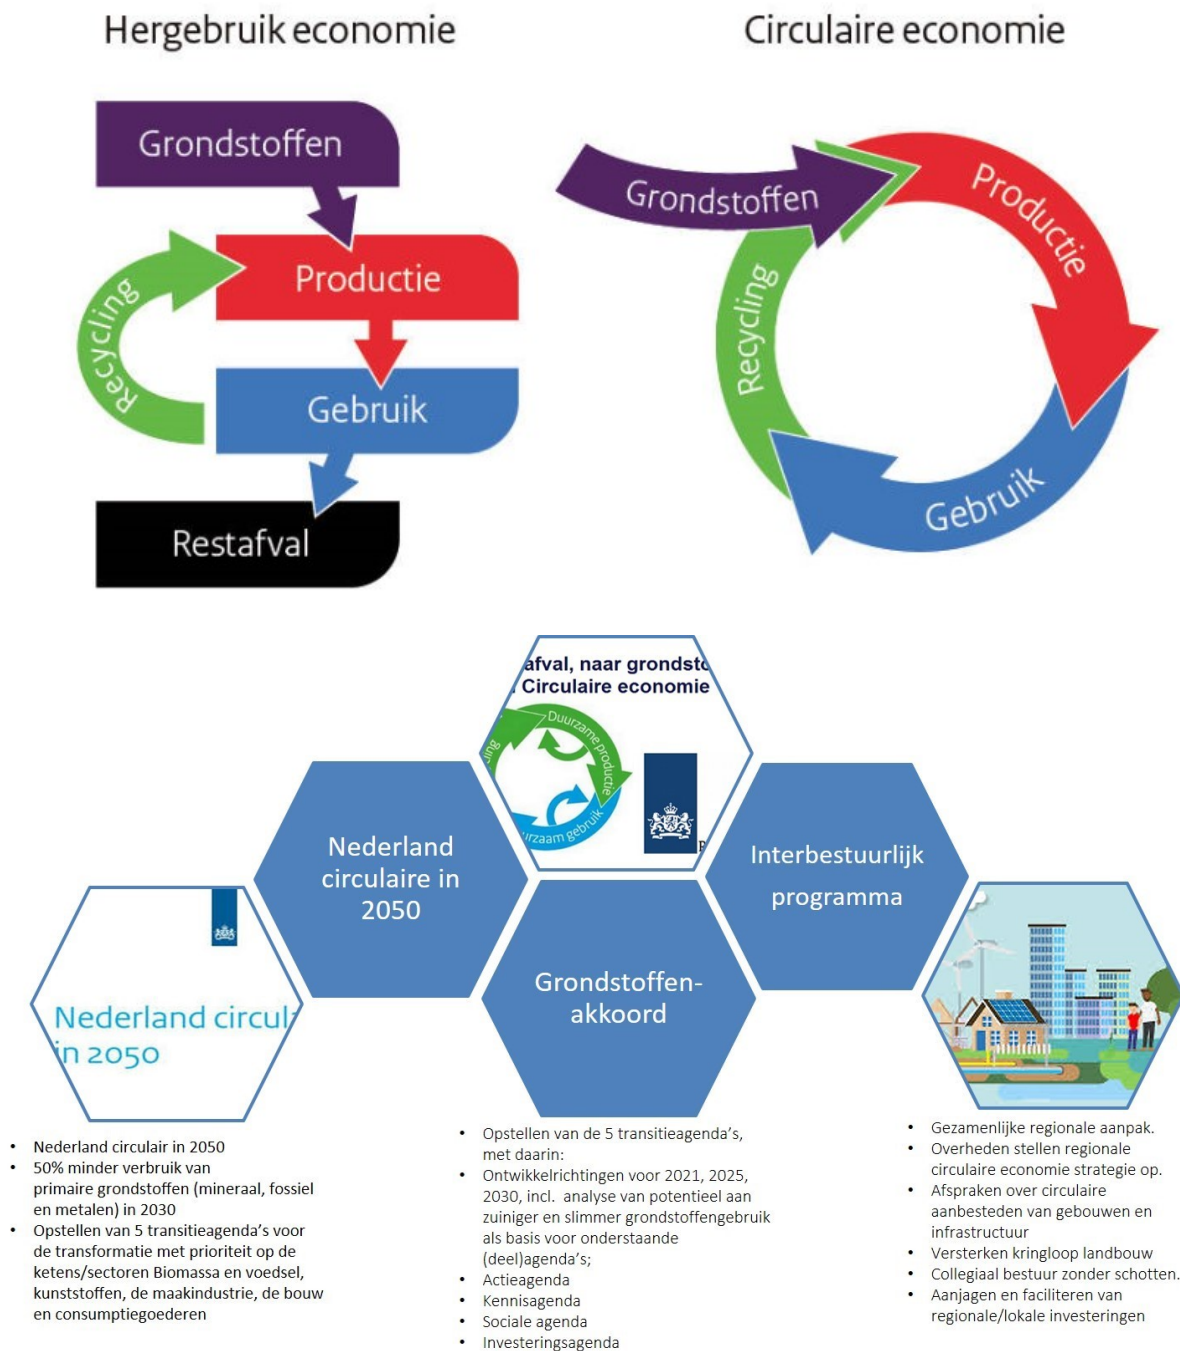 Hergebruik economie
Grondstoffen
Productie
Recycling
Gebruik
Restafval
Circulaire economie
Grondstoffen
Productie
Recycling
Gebruik
afval, naar grondsto
Circulaire economie
Duurzame productie
urzaam gebruik
Nederland
circulaire in
2050
Interbestuurlijk
programma
Grondstoffen-
akkoord
Nederland circul
in 2050
• Nederland circulair in 2050
• 50% minder verbruik van
primaire grondstoffen (mineraal, fossiel
en metalen) in 2030
• Opstellen van 5 transitieagenda's voor
de transformatie met prioriteit op de
ketens/sectoren Biomassa en voedsel,
kunststoffen, de maakindustrie, de bouw
en consumptiegoederen
• Opstellen van de 5 transitieagenda's,
met daarin:
• Ontwikkelrichtingen voor 2021, 2025,
2030, incl. analyse van potentieel aan
zuiniger en slimmer grondstoffengebruik
als basis voor onderstaande
(deel)agenda's;
• Actieagenda
• Kennisagenda
• Sociale agenda
• Investeringsagenda
• Gezamenlijke regionale aanpak.
• Overheden stellen regionale
circulaire economie strategie op.
• Afspraken over circulaire
aanbesteden van gebouwen en
infrastructuur
• Versterken kringloop landbouw
• Collegiaal bestuur zonder schotten.
• Aanjagen en faciliteren van
regionale/lokale investeringen